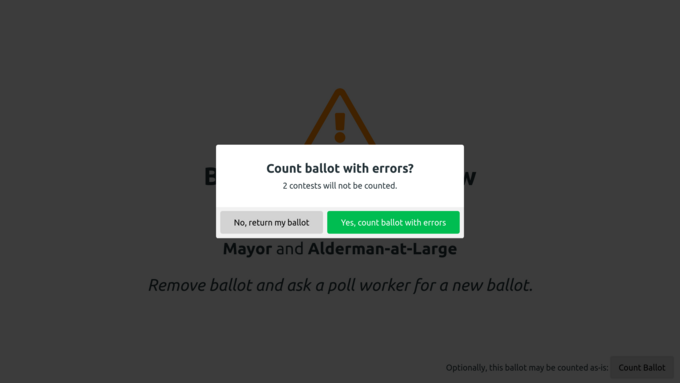 Count ballot with errors?
2 contests will not be counted.
No, return my ballot
Yes, count ballot with errors
Mayor and Alderman-at-Large
Remove ballot and ask a poll worker for a new ballot.
Optionally, this ballot may be counted as-is: Count Ballot